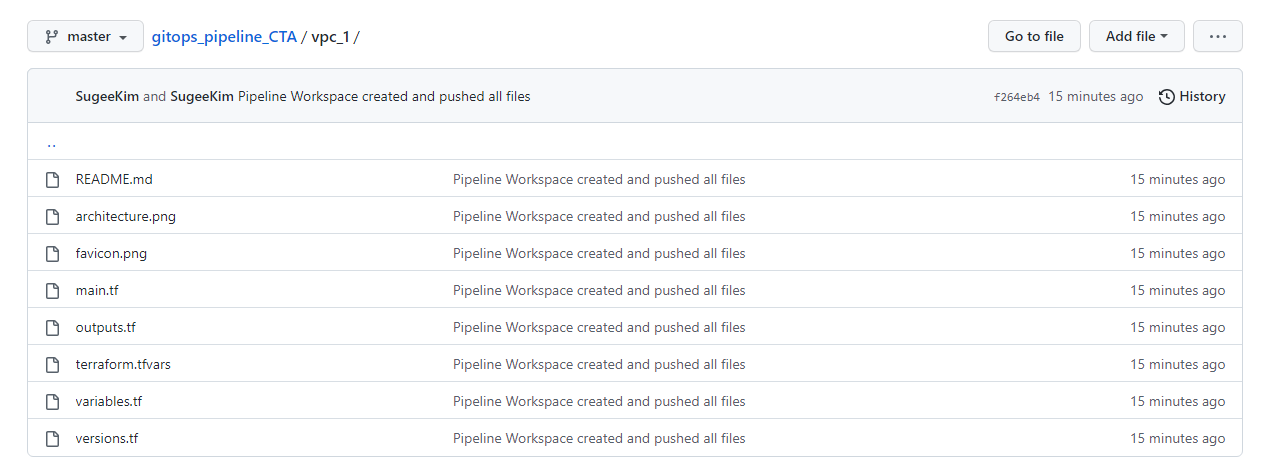 master gitops_pipeline_CTA / vpc_1 / Go to file Add file ...
SugeeKim and SugeeKim Pipeline Workspace created and pushed all files f264eb4 15 minutes ago History
..
README.md Pipeline Workspace created and pushed all files 15 minutes ago
architecture.png Pipeline Workspace created and pushed all files 15 minutes ago
favicon.png Pipeline Workspace created and pushed all files 15 minutes ago
main.tf Pipeline Workspace created and pushed all files 15 minutes ago
outputs.tf Pipeline Workspace created and pushed all files 15 minutes ago
terraform.tfvars Pipeline Workspace created and pushed all files 15 minutes ago
variables.tf Pipeline Workspace created and pushed all files 15 minutes ago
versions.tf Pipeline Workspace created and pushed all files 15 minutes ago